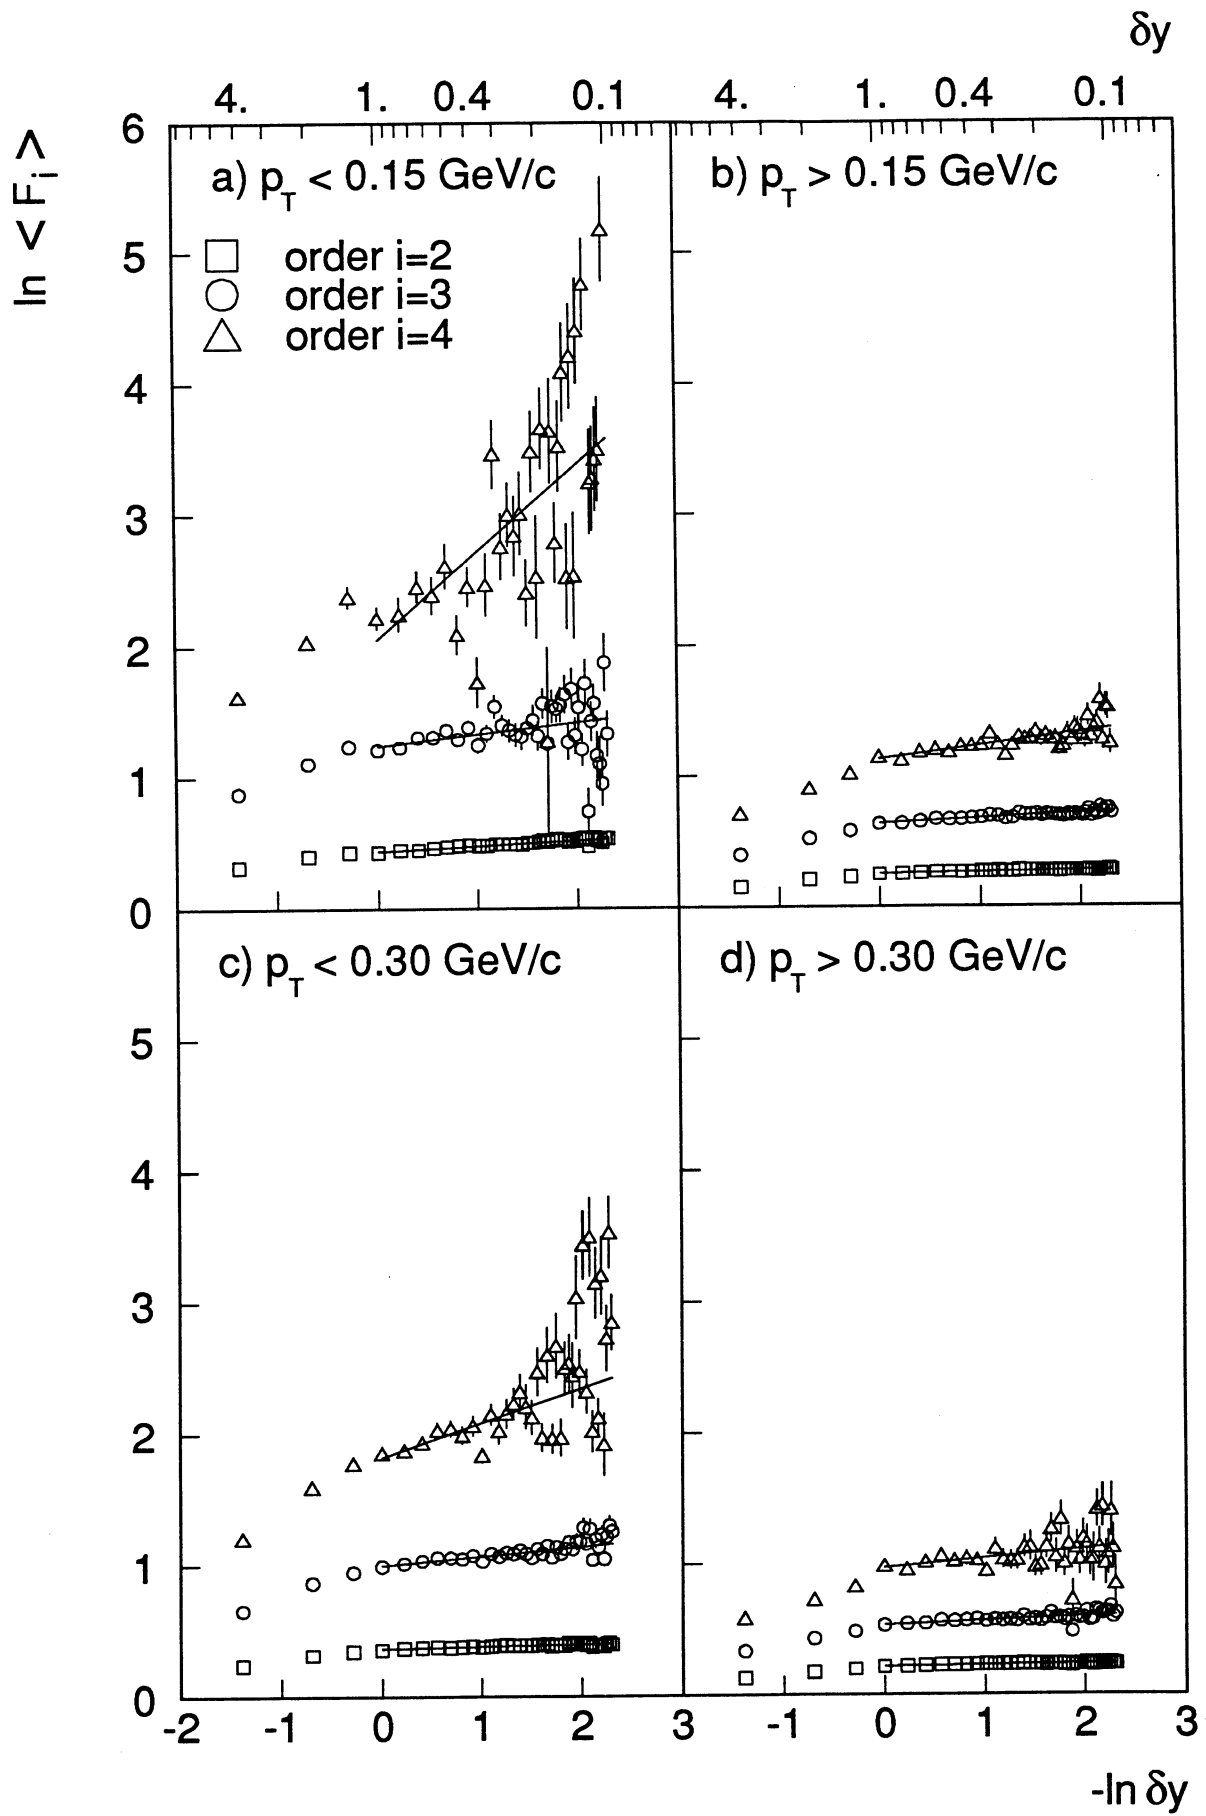 δy
4. 1. 0.4 0.1 4. 1. 0.4 0.1
ln < F_i >
6
a) p_T < 0.15 GeV/c
b) p_T > 0.15 GeV/c
5
order i=2
order i=3
order i=4
4
3
2
1
0
c) p_T < 0.30 GeV/c
d) p_T > 0.30 GeV/c
5
4
3
2
1
0
-2 -1 0 1 2 3 -1 0 1 2 3
-ln δy